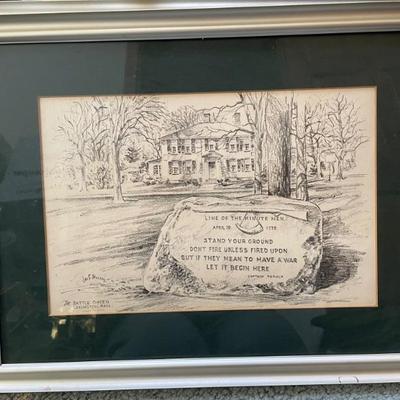 LINE OF THE MINUTE MEN
APRIL 19 1775
STAND YOUR GROUND
DON'T FIRE UNLESS FIRED UPON
BUT IF THEY MEAN TO HAVE A WAR
LET IT BEGIN HERE
CAPTAIN PARKER
THE BATTLE GREEN
LEXINGTON, MASS